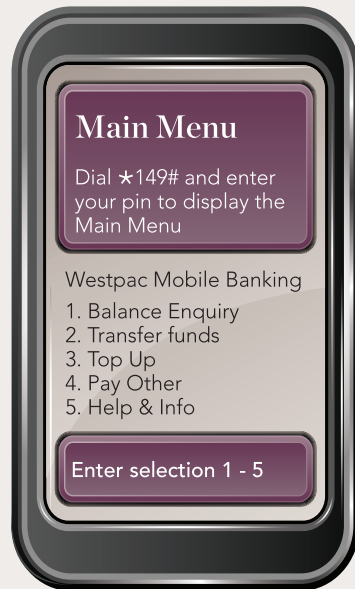 Main Menu
Dial *149# and enter
your pin to display the
Main Menu
Westpac Mobile Banking
1. Balance Enquiry
2. Transfer funds
3. Top Up
4. Pay Other
5. Help & Info
Enter selection 1 - 5